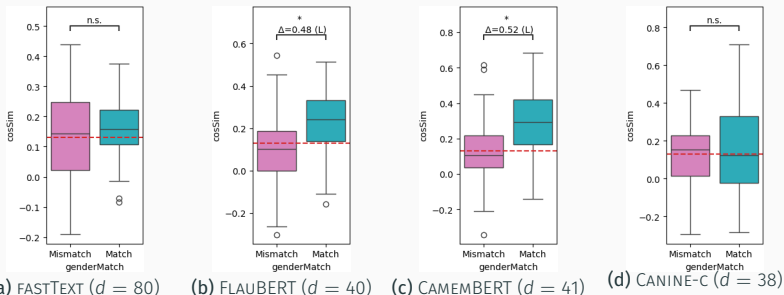 n.s.
0.5
0.4
0.3
0.2
0.1
0.0
−0.1
−0.2
cosSim
Mismatch Match
genderMatch
(a) FASTTEXT (d = 80)
*
Δ=0.48 (L)
0.6
0.4
0.2
0.0
−0.2
cosSim
Mismatch Match
genderMatch
(b) FLAUBERT (d = 40)
*
Δ=0.52 (L)
0.8
0.6
0.4
0.2
0.0
−0.2
cosSim
Mismatch Match
genderMatch
(c) CAMEMBERT (d = 41)
n.s.
0.8
0.6
0.4
0.2
0.0
−0.2
cosSim
Mismatch Match
genderMatch
(d) CANINE-C (d = 38)